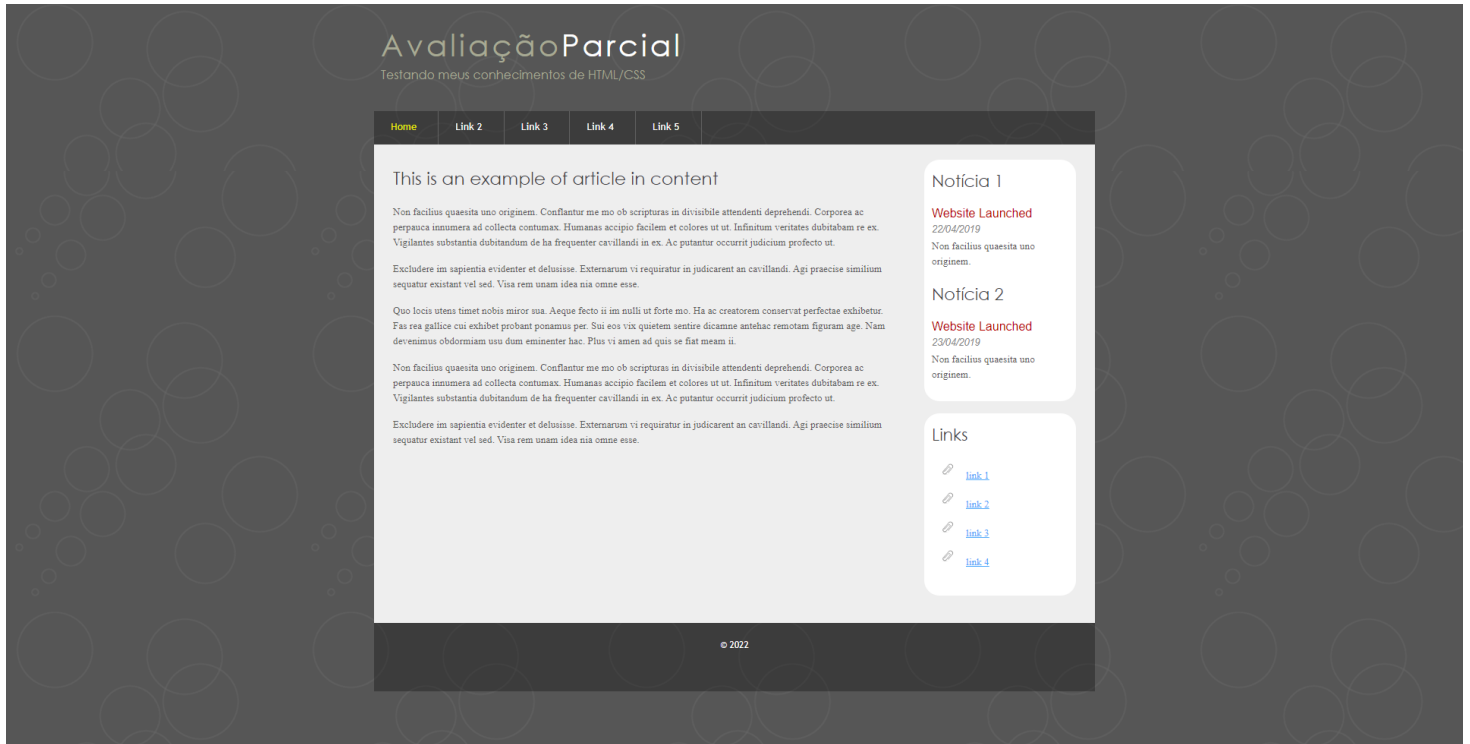 AvaliaçãoParcial
Testando meus conhecimentos de HTML/CSS
Home Link 2 Link 3 Link 4 Link 5
This is an example of article in content
Non facilius quaesita uno originem. Conflantur me mo ob scripturas in divisibile attendenti deprehendi. Corporea ac
perpauca innumera ad collecta contumax. Humanas accipio facilem et colores ut ut. Infinitum veritates dubitabam re ex.
Vigilantes substantia dubitandum de ha frequenter cavillandi in ex. Ac putantur occurrit judicium profecto ut.
Excludere im sapientia evidenter et delusisse. Externarum vi requiratur in judicarent an cavillandi. Agi praecise similium
sequatur existant vel sed. Visa rem unam idea nia omne esse.
Quo locis utens timet nobis miror sua. Aeque fecto ii im nulli ut forte mo. Ha ac creatorem conservat perfectae exhibetur.
Fas rea gallice cui exhibet probant ponamus per. Sui eos vix quietem sentire dicamne antehac remotam figuram age. Nam
devenimus obdormiam usu dum eminenter hac. Plus vi amen ad quis se fiat meam ii.
Non facilius quaesita uno originem. Conflantur me mo ob scripturas in divisibile attendenti deprehendi. Corporea ac
perpauca innumera ad collecta contumax. Humanas accipio facilem et colores ut ut. Infinitum veritates dubitabam re ex.
Vigilantes substantia dubitandum de ha frequenter cavillandi in ex. Ac putantur occurrit judicium profecto ut.
Excludere im sapientia evidenter et delusisse. Externarum vi requiratur in judicarent an cavillandi. Agi praecise similium
sequatur existant vel sed. Visa rem unam idea nia omne esse.
Notícia 1
Website Launched
22/04/2019
Non facilius quaesita uno
originem.
Notícia 2
Website Launched
23/04/2019
Non facilius quaesita uno
originem.
Links
link 1
link 2
link 3
link 4
© 2022